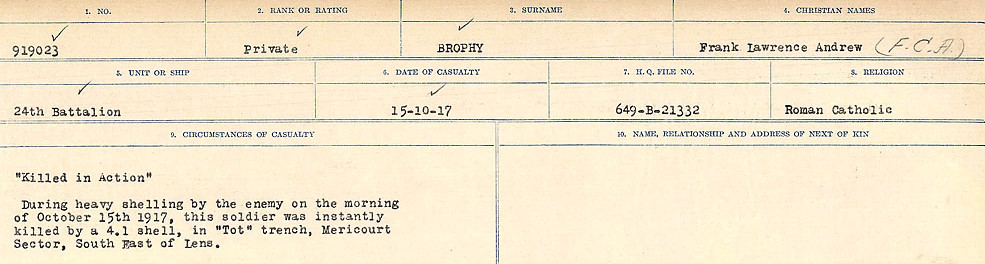 1. NO. 2. RANK OR RATING 3. SURNAME 4. CHRISTIAN NAMES
919023 Private BROPHY Frank Lawrence Andrew (F.C.A.)
5. UNIT OR SHIP 6. DATE OF CASUALTY 7. H. Q. FILE NO. 8. RELIGION
24th Battalion 15-10-17 649-B-21332 Roman Catholic
9. CIRCUMSTANCES OF CASUALTY 10. NAME, RELATIONSHIP AND ADDRESS OF NEXT OF KIN
"Killed in Action"
During heavy shelling by the enemy on the morning
of October 15th 1917, this soldier was instantly
killed by a 4.1 shell, in "Tot" trench, Mericourt
Sector, South East of Lens.